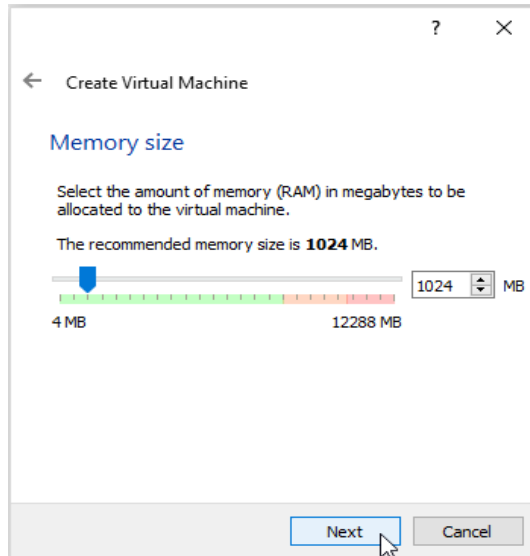 ?
Create Virtual Machine
Memory size
Select the amount of memory (RAM) in megabytes to be
allocated to the virtual machine.
The recommended memory size is 1024 MB.
1024 MB
4 MB 12288 MB
Next Cancel